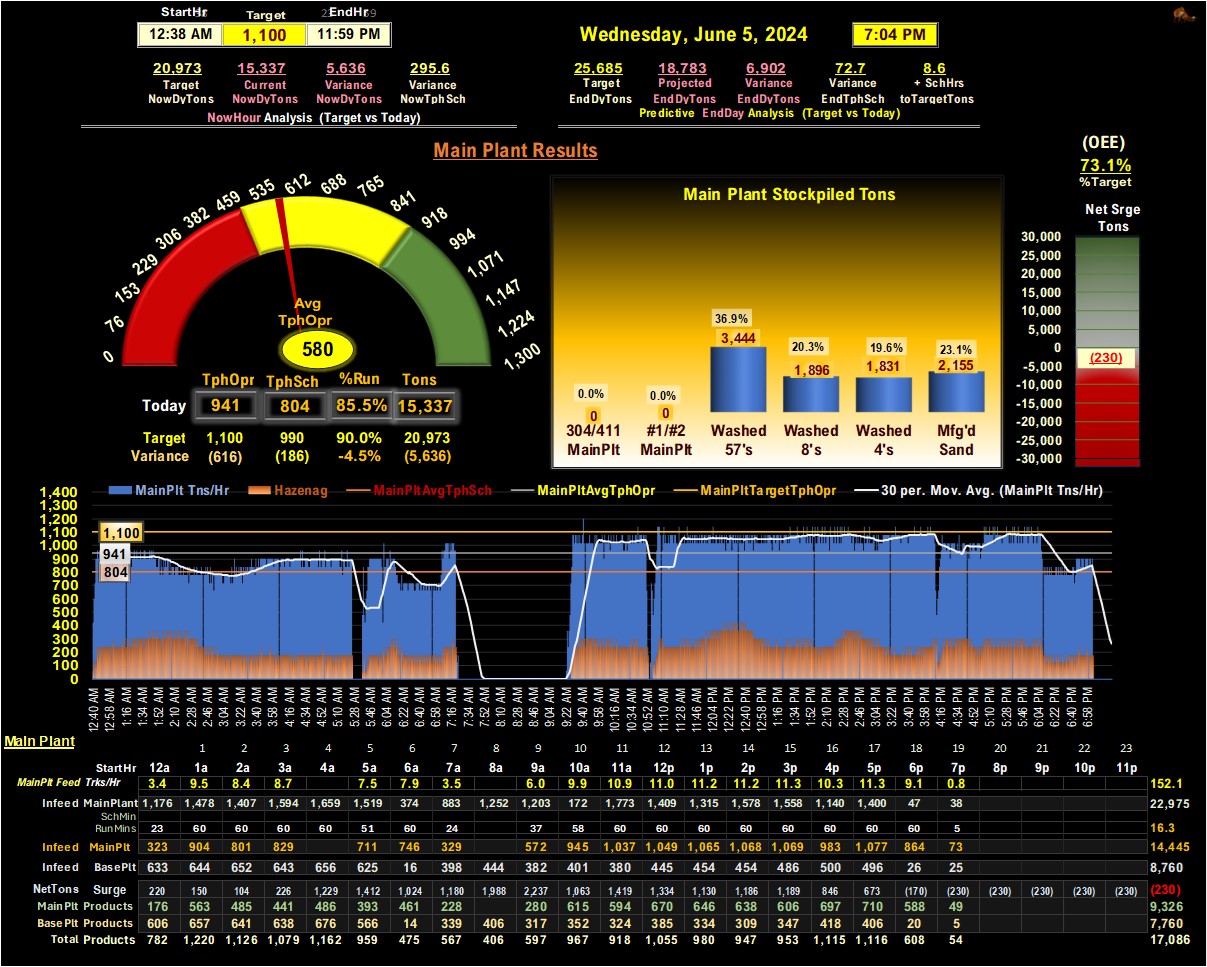 StartHr Target EndHr
12:38 AM 1,100 11:59 PM
Wednesday, June 5, 2024 7:04 PM
20,973 15,337 5,636 295.6
Target Current Variance Variance
NowDyTons NowDyTons NowDyTons NowTphSch
NowHour Analysis (Target vs Today)
25,685 18,783 6,902 72.7 8.6
Target Projected Variance Variance + SchHrs
EndDyTons EndDyTons EndDyTons EndTphSch toTargetTons
Predictive EndDay Analysis (Target vs Today)
Main Plant Results
(OEE)
73.1%
%Target
0 76 153 229 306 382 459 535 612 688 765 841 918 994 1,071 1,147 1,224 1,300
Avg
TphOpr
580
TphOpr TphSch %Run Tons
Today 941 804 85.5% 15,337
Target 1,100 990 90.0% 20,973
Variance (616) (186) -4.5% (5,636)
Main Plant Stockpiled Tons
0.0% 0.0% 36.9% 20.3% 19.6% 23.1%
0 0 3,444 1,896 1,831 2,155
304/411 #1/#2 Washed Washed Washed Mfg'd
MainPlt MainPlt 57's 8's 4's Sand
Net Srge
Tons
30,000
25,000
20,000
15,000
10,000
5,000
0
(230)
-5,000
-10,000
-15,000
-20,000
-25,000
-30,000
MainPlt Tns/Hr Hazenag MainPltAvgTphSch MainPltAvgTphOpr MainPltTargetTphOpr 30 per. Mov. Avg. (MainPlt Tns/Hr)
1,400
1,300
1,200
1,100
1,000
900
800
700
600
500
400
300
200
100
0
1,100
941
804
12:40 AM 12:58 AM 1:16 AM 1:34 AM 1:52 AM 2:10 AM 2:28 AM 2:46 AM 3:04 AM 3:22 AM 3:40 AM 3:58 AM 4:16 AM 4:34 AM 4:52 AM 5:10 AM 5:28 AM 5:46 AM 6:04 AM 6:22 AM 6:40 AM 6:58 AM 7:16 AM 7:34 AM 7:52 AM 8:10 AM 8:28 AM 8:46 AM 9:04 AM 9:22 AM 9:40 AM 9:58 AM 10:16 AM 10:34 AM 10:52 AM 11:10 AM 11:28 AM 11:46 AM 12:04 PM 12:22 PM 12:40 PM 12:58 PM 1:16 PM 1:34 PM 1:52 PM 2:10 PM 2:28 PM 2:46 PM 3:04 PM 3:22 PM 3:40 PM 3:58 PM 4:16 PM 4:34 PM 4:52 PM 5:10 PM 5:28 PM 5:46 PM 6:04 PM 6:22 PM 6:40 PM 6:58 PM
Main Plant
1 2 3 4 5 6 7 8 9 10 11 12 13 14 15 16 17 18 19 20 21 22 23
StartHr 12a 1a 2a 3a 4a 5a 6a 7a 8a 9a 10a 11a 12p 1p 2p 3p 4p 5p 6p 7p 8p 9p 10p 11p
MainPlt Feed Trks/Hr 3.4 9.5 8.4 8.7 7.5 7.9 3.5 6.0 9.9 10.9 11.0 11.2 11.2 11.3 10.3 11.3 9.1 0.8 152.1
Infeed MainPlant 1,176 1,478 1,407 1,594 1,659 1,519 374 883 1,252 1,203 172 1,773 1,409 1,315 1,578 1,558 1,140 1,400 47 38 22,975
SchMin
RunMins 23 60 60 60 51 60 24 37 58 60 60 60 60 60 60 60 60 5 16.3
Infeed MainPlt 323 904 801 829 711 746 329 572 945 1,037 1,049 1,065 1,068 1,069 983 1,077 864 73 14,445
Infeed BasePlt 633 644 652 643 656 625 16 398 444 382 401 380 445 454 454 486 500 496 26 25 8,760
NetTons Surge 220 150 104 226 1,229 1,412 1,024 1,180 1,988 2,237 1,063 1,419 1,334 1,130 1,186 1,189 846 673 (170) (230) (230) (230) (230) (230) (230)
MainPlt Products 176 563 485 441 486 393 461 228 280 615 594 670 646 638 606 697 710 588 49 9,326
BasePlt Products 606 657 641 638 676 566 14 339 406 317 352 324 385 334 309 347 418 406 20 5 7,760
Total Products 782 1,220 1,126 1,079 1,162 959 475 567 406 597 967 918 1,055 980 947 953 1,115 1,116 608 54 17,086